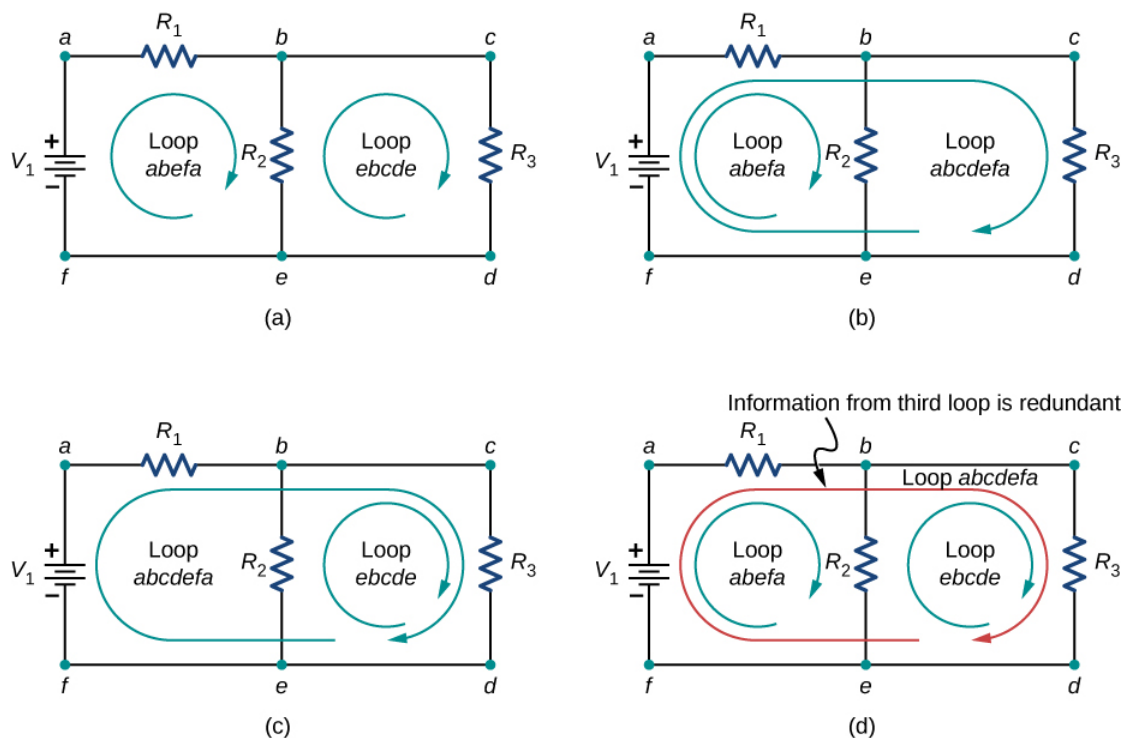 R1 R1
a b c a b c
+ Loop R2 Loop + Loop R2 Loop
V1 abefa ebcde R3 V1 abefa abcdefa R3
− −
f e d f e d
(a) (b)
Information from third loop is redundant
R1 R1
a b c a b c
Loop abcdefa
+ Loop R2 Loop + Loop R2 Loop
V1 abcdefa ebcde R3 V1 abefa ebcde R3
− −
f e d f e d
(c) (d)